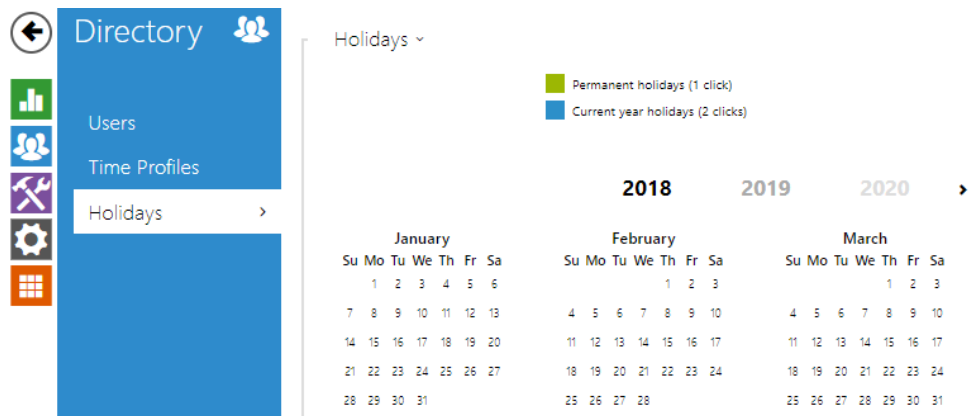 Directory
Users
Time Profiles
Holidays
Holidays
Permanent holidays (1 click)
Current year holidays (2 clicks)
2018 2019 2020
January
Su Mo Tu We Th Fr Sa
1 2 3 4 5 6
7 8 9 10 11 12 13
14 15 16 17 18 19 20
21 22 23 24 25 26 27
28 29 30 31
February
Su Mo Tu We Th Fr Sa
1 2 3
4 5 6 7 8 9 10
11 12 13 14 15 16 17
18 19 20 21 22 23 24
25 26 27 28
March
Su Mo Tu We Th Fr Sa
1 2 3
4 5 6 7 8 9 10
11 12 13 14 15 16 17
18 19 20 21 22 23 24
25 26 27 28 29 30 31